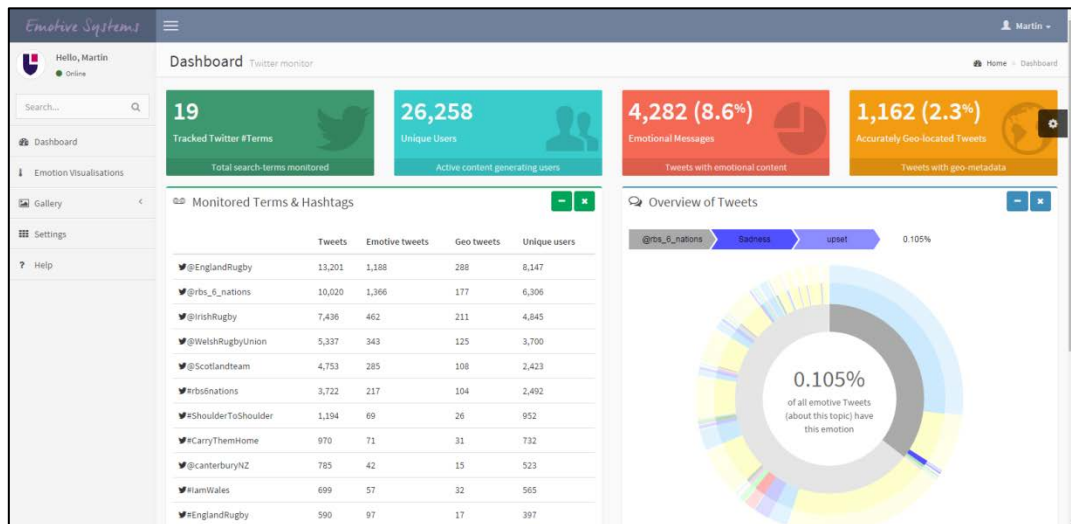 Emotive Systems
Martin
Hello, Martin
Online
Search...
Dashboard
Emotion Visualisations
Gallery
Settings
? Help
Dashboard Twitter monitor
Home > Dashboard
19
Tracked Twitter #Terms
Total search-terms monitored
26,258
Unique Users
Active content generating users
4,282 (8.6%)
Emotional Messages
Tweets with emotional content
1,162 (2.3%)
Accurately Geo-located Tweets
Tweets with geo-metadata
Monitored Terms & Hashtags
Tweets Emotive tweets Geo tweets Unique users
@EnglandRugby 13,201 1,188 288 8,147
@rbs_6_nations 10,020 1,366 177 6,306
@IrishRugby 7,436 462 211 4,845
@WelshRugbyUnion 5,337 343 125 3,700
@Scotlandteam 4,753 285 108 2,423
#rbs6nations 3,722 217 104 2,492
#ShoulderToShoulder 1,194 69 26 952
#CarryThemHome 970 71 31 732
@canterburyNZ 785 42 15 523
#IamWales 699 57 32 565
#EnglandRugby 590 97 17 397
Overview of Tweets
@rbs_6_nations Sadness upset 0.105%
0.105%
of all emotive Tweets
(about this topic) have
this emotion